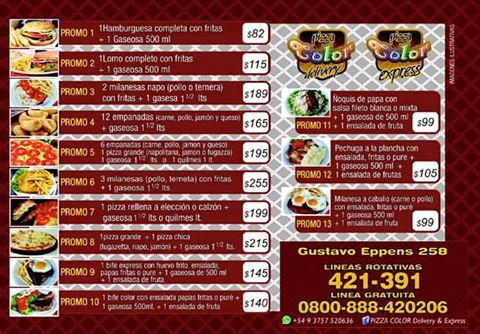 PROMO 1
1Hamburguesa completa con fritas
+ 1 Gaseosa 500 ml
$82
PROMO 2
1Lomo completo con fritas
+ 1 gaseosa 500 ml
$115
PROMO 3
2 milanesas napo (pollo o ternera)
con fritas + 1 gaseosa 1 1/2 lts
$189
PROMO 4
12 empanadas (carne, pollo, jamón y queso)
+ gaseosa 1 1/2 lts
$165
PROMO 5
6 empanadas (carne, pollo, jamon y queso)
1 pizza grande (napolitana, jamon o fugazza)
1 gaseosa 1 1/2 lts o 1 quilmes 1 lt
$195
PROMO 6
3 milanesas (pollo, terneta) con fritas
+ 1 gaseosa 1 1/2 lts
$255
PROMO 7
1 pizza rellena a elección o calzón +
gaseosa 1 1/2 lts o quilmes lt.
$199
PROMO 8
1pizza grande + 1 pizza chica
(fugazetta, napo, jamón) + 1 gaseosa 1 1/2 lts
$215
PROMO 9
1 bife express con huevo frito, ensalada,
papas fritas o pure + 1 gaseosa de 500 ml
+ 1 ensalada de fruta
$145
PROMO 10
1 bife color con ensalada papas fritas o puré +
1 gaseosa 500ml. + 1 ensalada de fruta
$140
pizza
Color
delivery
pizza
Color
express
IMAGENES ILUSTRATIVAS
PROMO 11
Ñoquis de papa con
salsa fileto blanca o mixta
+ 1 gaseosa de 500 ml
+ 1 ensalada de fruta
$99
PROMO 12
Pechuga a la plancha con
ensalada, fritas o pure +
1 gaseosa 500 ml +
1 ensalada de frutas
$105
PROMO 13
Milanesa a caballo (carne o pollo)
con ensalada, fritas o puré
+ 1 gaseosa 500 ml
+ 1 ensalada de fruta
$99
Gustavo Eppens 258
LINEAS ROTATIVAS
421-391
LINEA GRATUITA
0800-888-420206
+54 9 3757 520636
PIZZA COLOR Delivery & Express